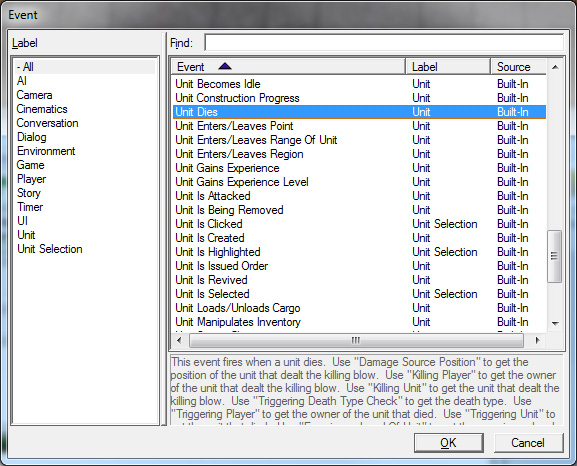 Event
Label
- All
AI
Camera
Cinematics
Conversation
Dialog
Environment
Game
Player
Story
Timer
UI
Unit
Unit Selection
Find:
Event Label Source
Unit Becomes Idle Unit Built-In
Unit Construction Progress Unit Built-In
Unit Dies Unit Built-In
Unit Enters/Leaves Point Unit Built-In
Unit Enters/Leaves Range Of Unit Unit Built-In
Unit Enters/Leaves Region Unit Built-In
Unit Gains Experience Unit Built-In
Unit Gains Experience Level Unit Built-In
Unit Is Attacked Unit Built-In
Unit Is Being Removed Unit Built-In
Unit Is Clicked Unit Selection Built-In
Unit Is Created Unit Built-In
Unit Is Highlighted Unit Selection Built-In
Unit Is Issued Order Unit Built-In
Unit Is Revived Unit Built-In
Unit Is Selected Unit Selection Built-In
Unit Loads/Unloads Cargo Unit Built-In
Unit Manipulates Inventory Unit Built-In
This event fires when a unit dies. Use "Damage Source Position" to get the
position of the unit that dealt the killing blow. Use "Killing Player" to get the owner
of the unit that dealt the killing blow. Use "Killing Unit" to get the unit that dealt the
killing blow. Use "Triggering Death Type Check" to get the death type. Use
"Triggering Player" to get the owner of the unit that died. Use "Triggering Unit" to
OK
Cancel